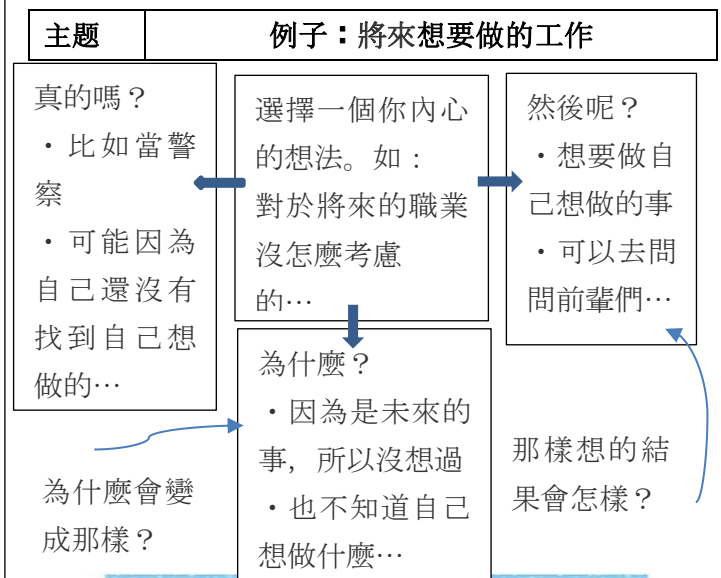 主题
例子：將來想要做的工作
真的嗎？
・比如當警
察
・可能因為
自己還沒有
找到自己想
做的…
選擇一個你內心
的想法。如：
對於將來的職業
沒怎麼考慮
的…
然後呢？
・想要做自
己想做的事
・可以去問
問前輩們…
為什麼？
・因為是未來的
事，所以沒想過
・也不知道自己
想做什麼…
為什麼會變
成那樣？
那樣想的結
果會怎樣？